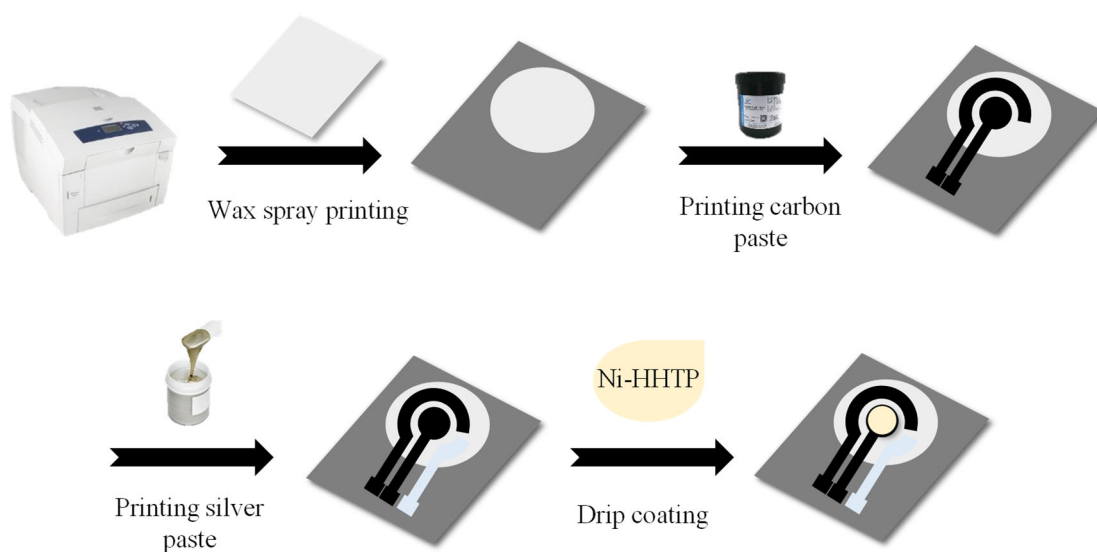 Wax spray printing
Printing carbon
paste
Ni-HHTP
Printing silver
paste
Drip coating